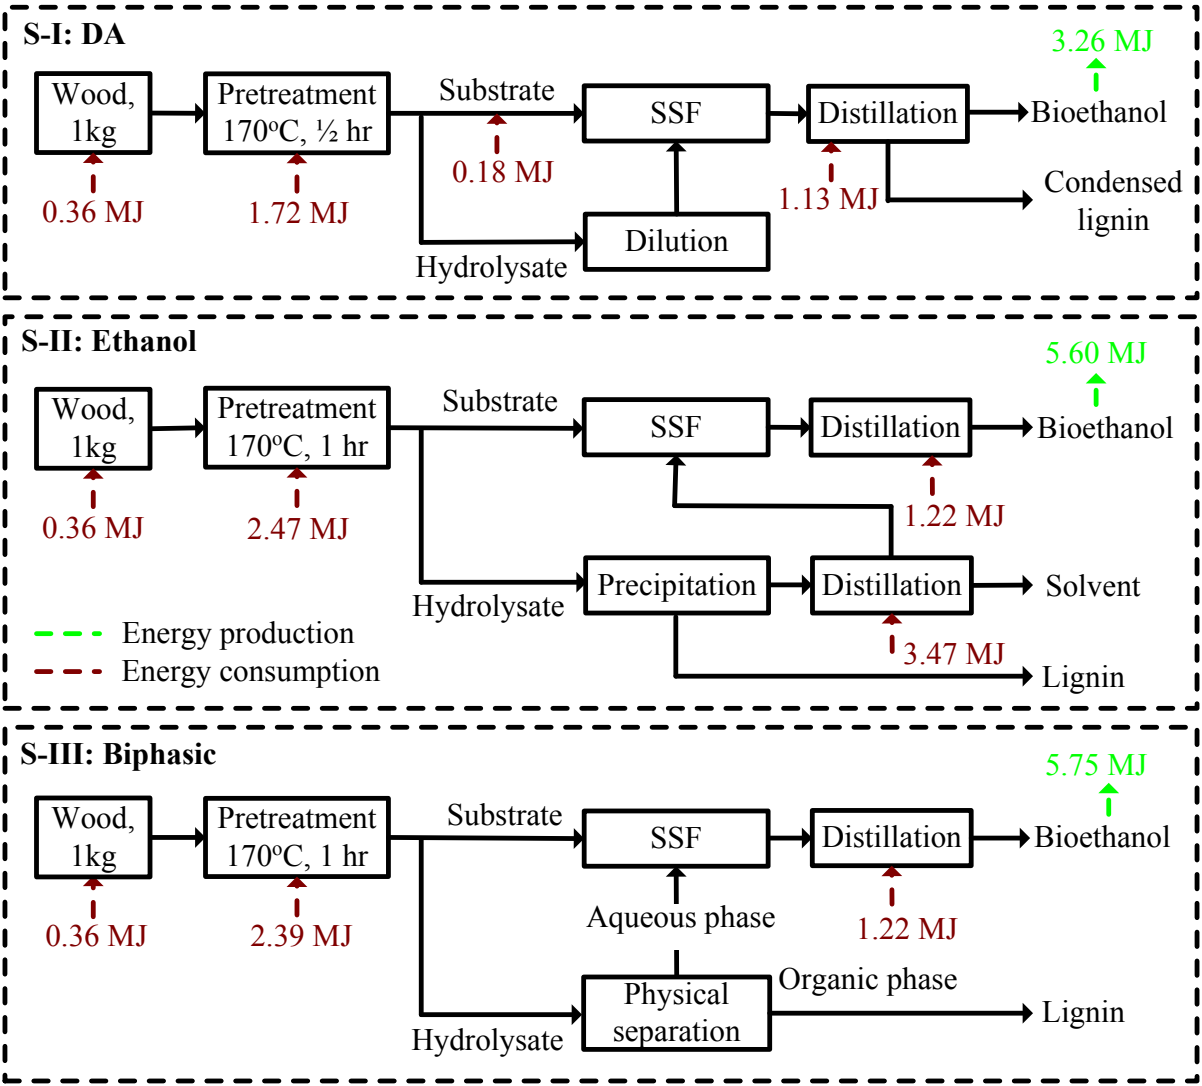 S-I: DA
3.26 MJ
Wood,
1kg
Pretreatment
170°C, ½ hr
Substrate
SSF
Distillation
Bioethanol
0.36 MJ
1.72 MJ
0.18 MJ
1.13 MJ
Condensed
lignin
Hydrolysate
Dilution
S-II: Ethanol
5.60 MJ
Wood,
1kg
Pretreatment
170°C, 1 hr
Substrate
SSF
Distillation
Bioethanol
0.36 MJ
2.47 MJ
1.22 MJ
Hydrolysate
Precipitation
Distillation
Solvent
Energy production
Energy consumption
3.47 MJ
Lignin
S-III: Biphasic
5.75 MJ
Wood,
1kg
Pretreatment
170°C, 1 hr
Substrate
SSF
Distillation
Bioethanol
0.36 MJ
2.39 MJ
Aqueous phase
1.22 MJ
Organic phase
Hydrolysate
Physical
separation
Lignin